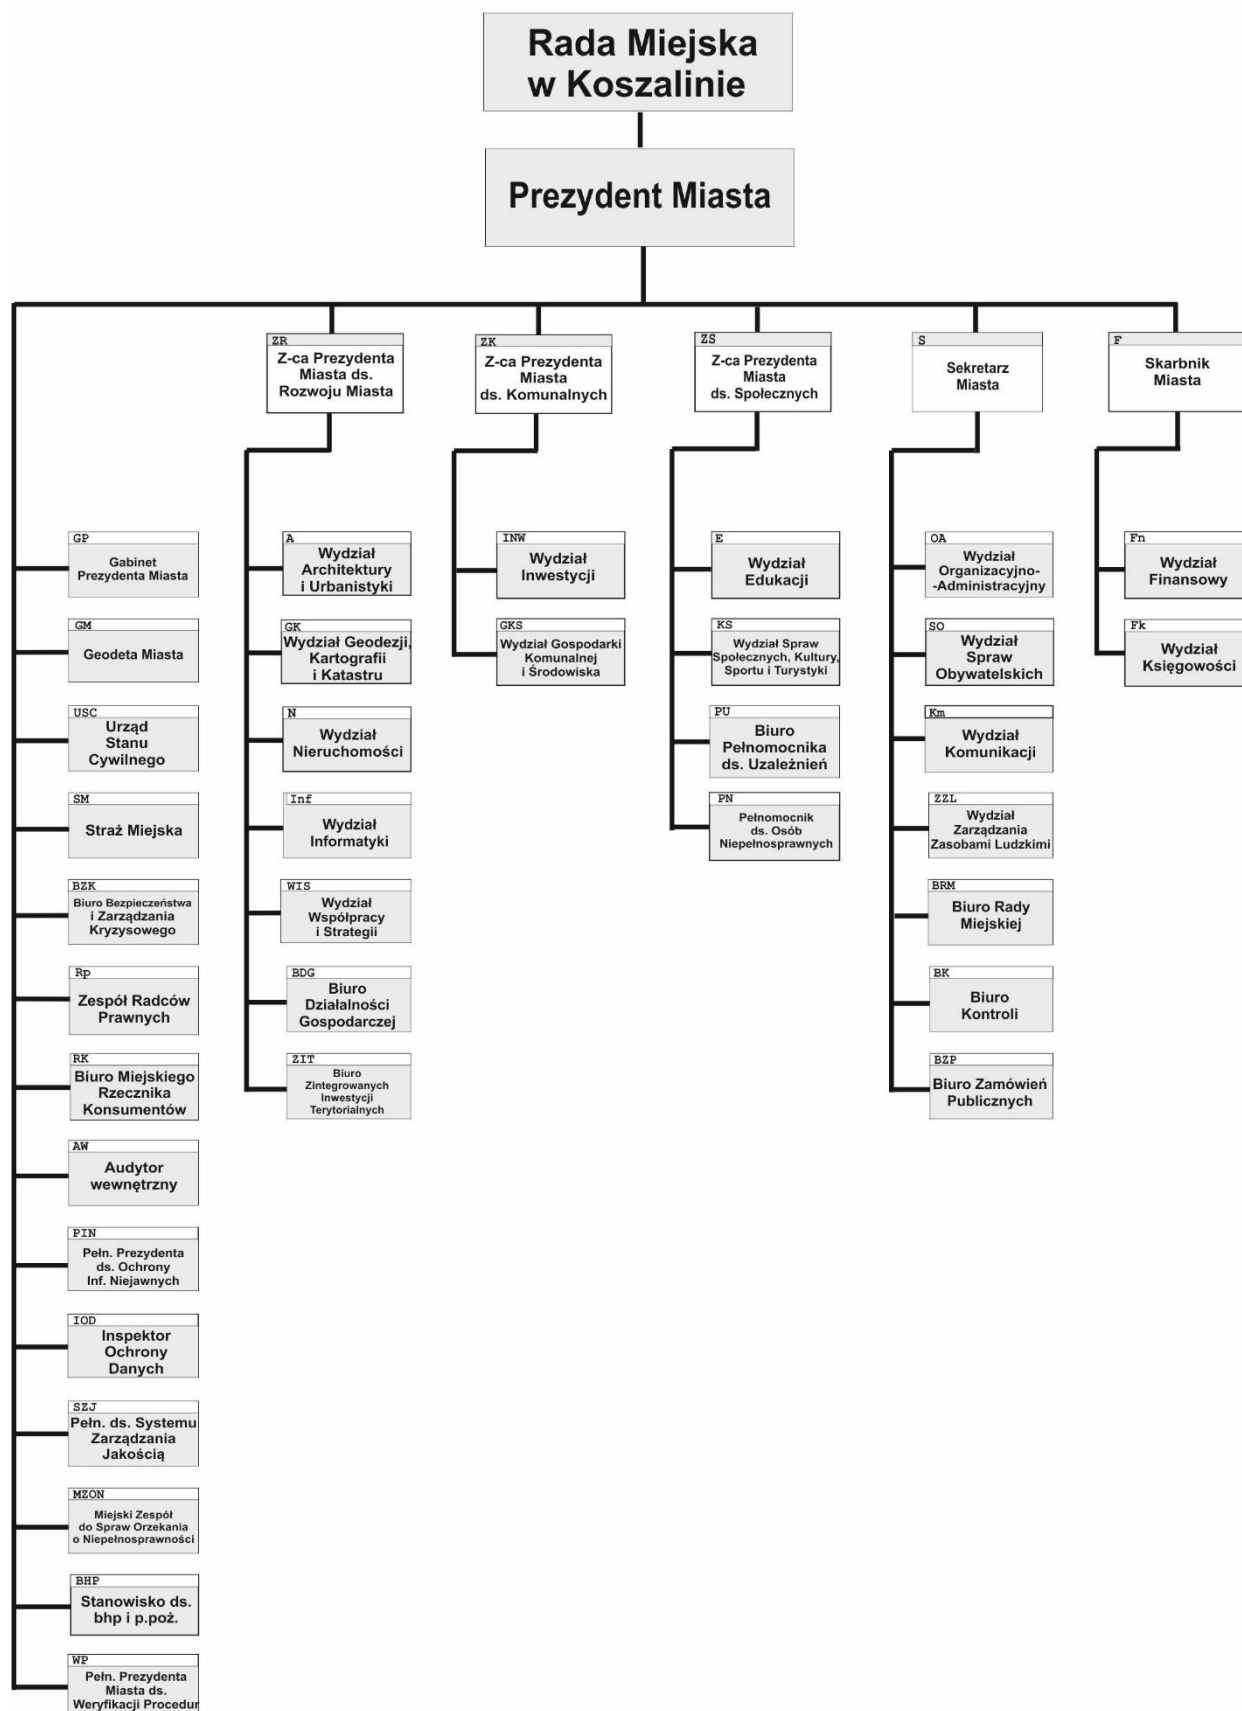 Rada Miejska
w Koszalinie
Prezydent Miasta
ZR
Z-ca Prezydenta
Miasta ds.
Rozwoju Miasta
ZK
Z-ca Prezydenta
Miasta
ds. Komunalnych
ZS
Z-ca Prezydenta
Miasta
ds. Społecznych
S
Sekretarz
Miasta
F
Skarbnik
Miasta
GP
Gabinet
Prezydenta Miasta
GM
Geodeta Miasta
USC
Urząd
Stanu
Cywilnego
SM
Straż Miejska
BZK
Biuro Bezpieczeństwa
i Zarządzania
Kryzysowego
Rp
Zespół Radców
Prawnych
RK
Biuro Miejskiego
Rzecznika
Konsumentów
AW
Audytor
wewnętrzny
PIN
Pełn. Prezydenta
ds. Ochrony
Inf. Niejawnych
IOD
Inspektor
Ochrony
Danych
SZJ
Pełn. ds. Systemu
Zarządzania
Jakością
MZON
Miejski Zespół
do Spraw Orzekania
o Niepełnosprawności
BHP
Stanowisko ds.
bhp i p.poż.
WP
Pełn. Prezydenta
Miasta ds.
Weryfikacji Procedur
A
Wydział
Architektury
i Urbanistyki
GK
Wydział Geodezji,
Kartografii
i Katastru
N
Wydział
Nieruchomości
Inf
Wydział
Informatyki
WIS
Wydział
Współpracy
i Strategii
BDG
Biuro
Działalności
Gospodarczej
ZIT
Biuro
Zintegrowanych
Inwestycji
Terytorialnych
INW
Wydział
Inwestycji
GKS
Wydział Gospodarki
Komunalnej
i Środowiska
E
Wydział
Edukacji
KS
Wydział Spraw
Społecznych, Kultury,
Sportu i Turystyki
PU
Biuro
Pełnomocnika
ds. Uzależnień
PN
Pełnomocnik
ds. Osób
Niepełnosprawnych
OA
Wydział
Organizacyjno-
-Administracyjny
SO
Wydział
Spraw
Obywatelskich
Km
Wydział
Komunikacji
ZZL
Wydział
Zarządzania
Zasobami Ludzkimi
BRM
Biuro Rady
Miejskiej
BK
Biuro
Kontroli
BZP
Biuro Zamówień
Publicznych
Fn
Wydział
Finansowy
Fk
Wydział
Księgowości